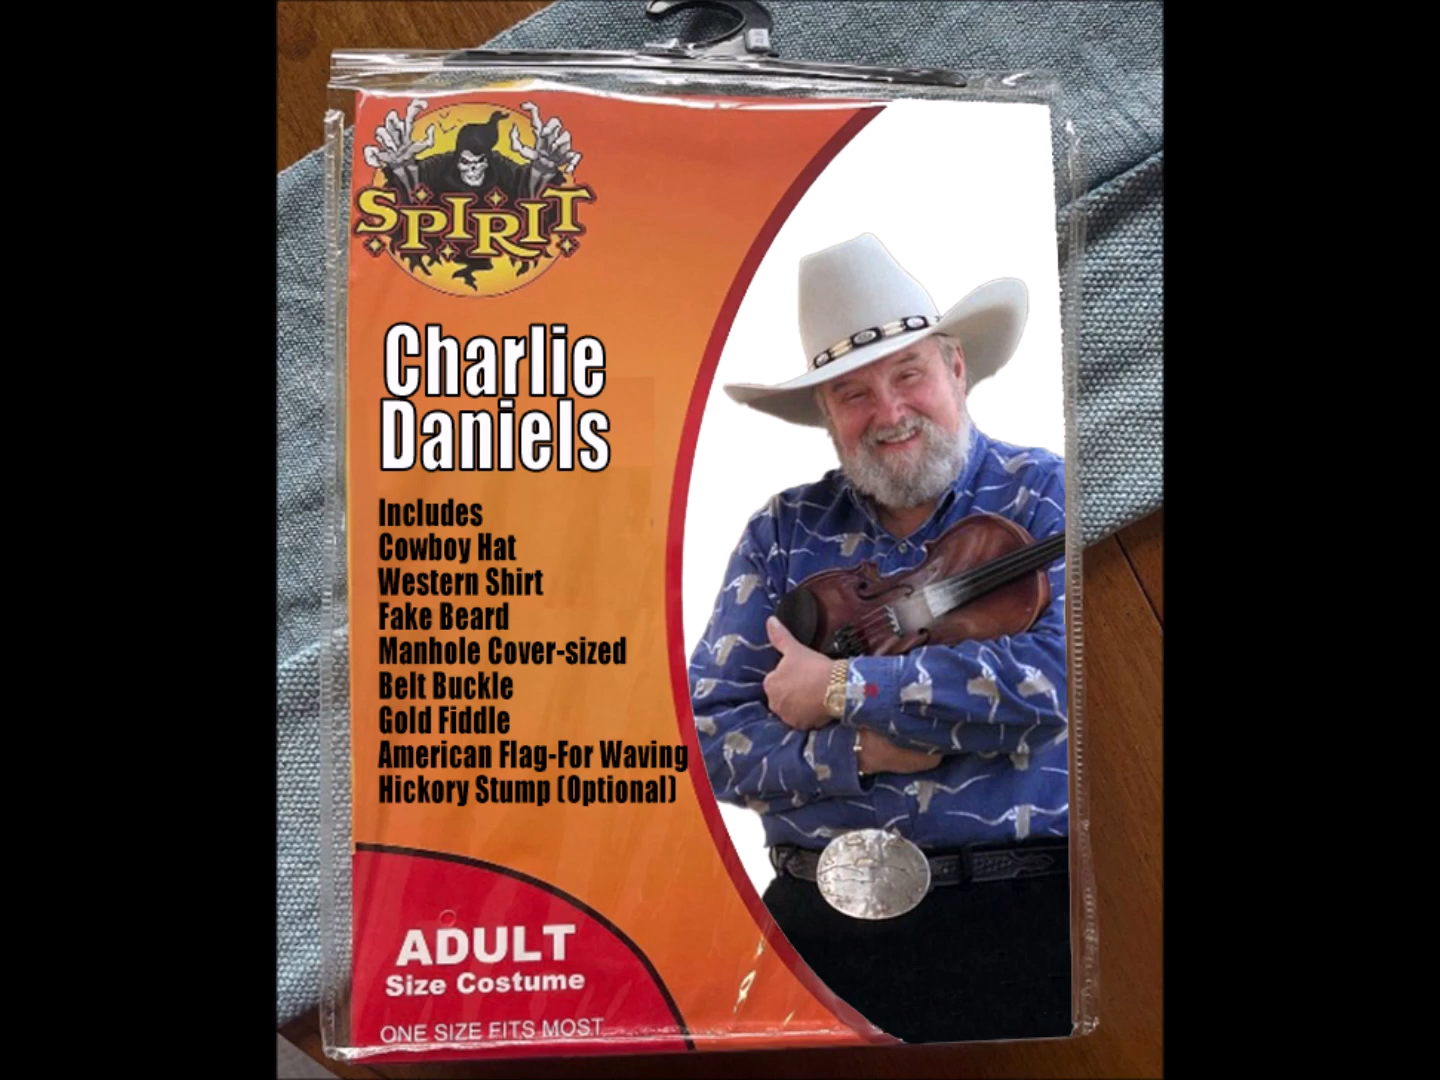 SPIRIT
Charlie
Daniels
Includes
Cowboy Hat
Western Shirt
Fake Beard
Manhole Cover-sized
Belt Buckle
Gold Fiddle
American Flag-For Waving
Hickory Stump (Optional)
ADULT
Size Costume
ONE SIZE FITS MOST